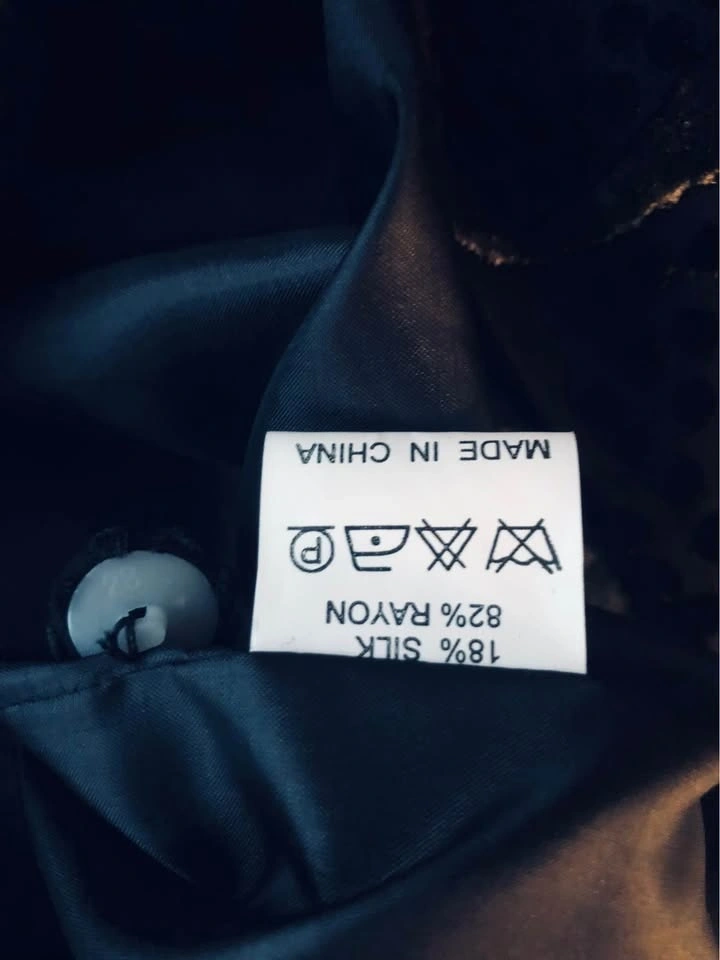 18% SILK
82% RAYON
P
MADE IN CHINA